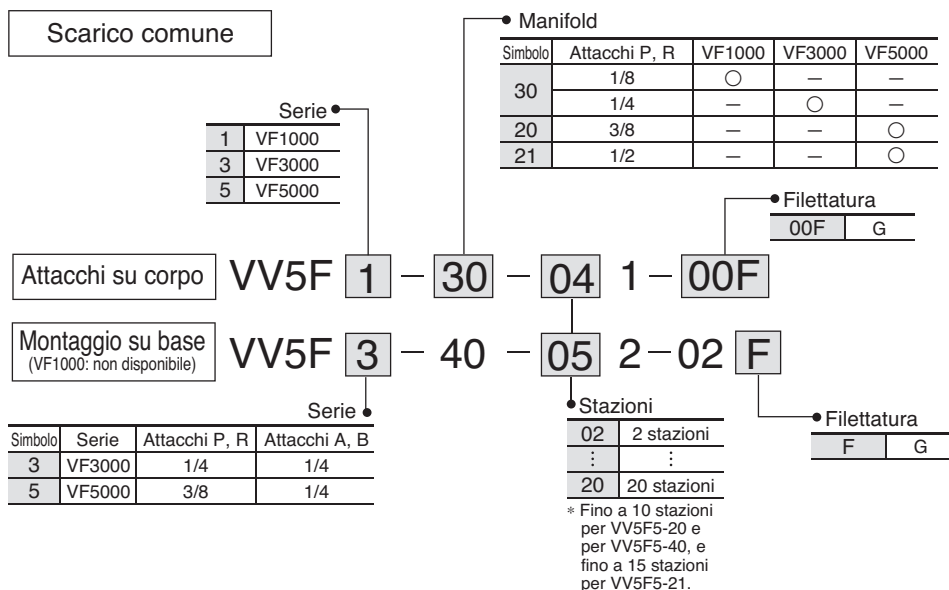 Scarico comune
Manifold
Simbolo Attacchi P, R VF1000 VF3000 VF5000
30 1/8 ○ — —
1/4 — ○ —
20 3/8 — — ○
21 1/2 — — ○
Serie
1 VF1000
3 VF3000
5 VF5000
Filettatura
00F G
Attacchi su corpo VV5F 1 — 30 — 04 1 — 00F
Montaggio su base
(VF1000: non disponibile)
VV5F 3 — 40 — 05 2 — 02 F
Serie
Simbolo Serie Attacchi P, R Attacchi A, B
3 VF3000 1/4 1/4
5 VF5000 3/8 1/4
Stazioni
02 2 stazioni
⋮ ⋮
20 20 stazioni
* Fino a 10 stazioni
per VV5F5-20 e
per VV5F5-40, e
fino a 15 stazioni
per VV5F5-21.
Filettatura
F G